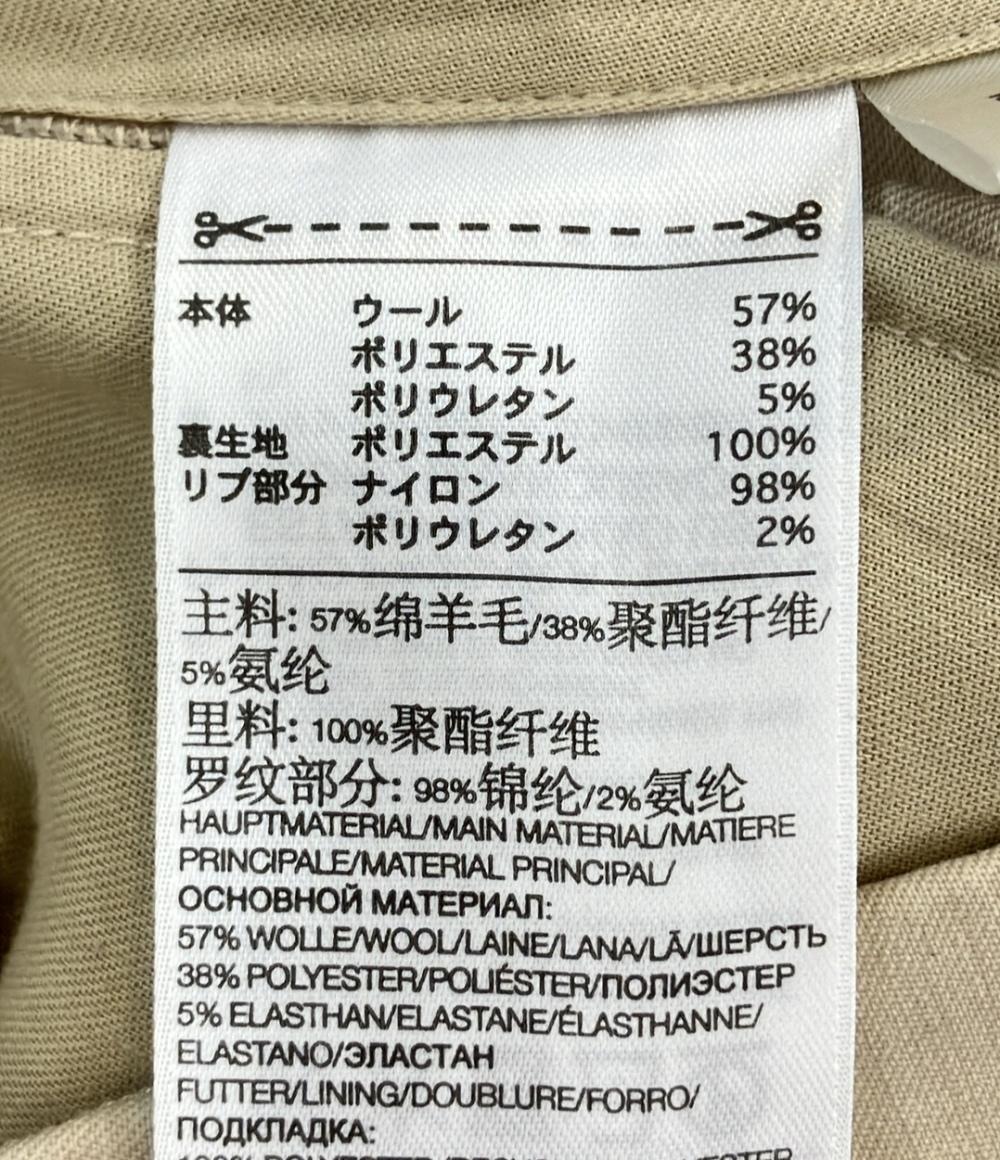 本体 ウール 57%
ポリエステル 38%
ポリウレタン 5%
裏生地 ポリエステル 100%
リブ部分 ナイロン 98%
ポリウレタン 2%
主料: 57%绵羊毛/38%聚酯纤维/
5%氨纶
里料: 100%聚酯纤维
罗纹部分: 98%锦纶/2%氨纶
HAUPTMATERIAL/MAIN MATERIAL/MATIERE
PRINCIPALE/MATERIAL PRINCIPAL/
ОСНОВНОЙ МАТЕРИАЛ:
57% WOLLE/WOOL/LAINE/LANA/LÃ/ШЕРСТЬ
38% POLYESTER/POLIÉSTER/ПОЛИЭСТЕР
5% ELASTHAN/ELASTANE/ÉLASTHANNE/
ELASTANO/ЭЛАСТАН
FUTTER/LINING/DOUBLURE/FORRO/
ПОДКЛАДКА: